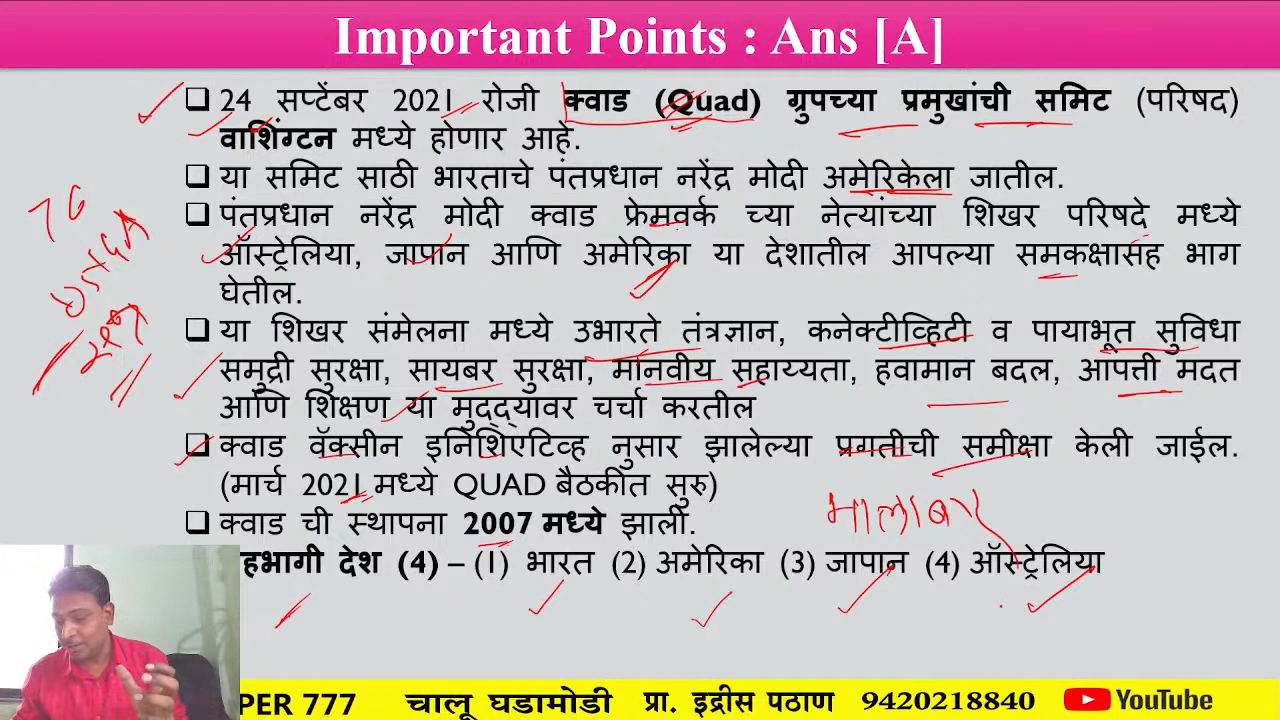 Important Points : Ans [A]
❑ 24 सप्टेंबर 2021 रोजी क्वाड (Quad) ग्रुपच्या प्रमुखांची समिट (परिषद)
वाशिंग्टन मध्ये होणार आहे.
❑ या समिट साठी भारताचे पंतप्रधान नरेंद्र मोदी अमेरिकेला जातील.
❑ पंतप्रधान नरेंद्र मोदी क्वाड फ्रेमवर्क च्या नेत्यांच्या शिखर परिषदे मध्ये
ऑस्ट्रेलिया, जापान आणि अमेरिका या देशातील आपल्या समकक्षासंह भाग
घेतील.
❑ या शिखर संमेलना मध्ये उभारते तंत्रज्ञान, कनेक्टीव्हिटी व पायाभूत सुविधा
समुद्री सुरक्षा, सायबर सुरक्षा, मानवीय सहाय्यता, हवामान बदल, आपत्ती मदत
आणि शिक्षण या मुद्द्यावर चर्चा करतील
❑ क्वाड वॅक्सीन इनिशिएटिव्ह नुसार झालेल्या प्रगतीची समीक्षा केली जाईल.
(मार्च 2021 मध्ये QUAD बैठकीत सुरु)
मालाबार
❑ क्वाड ची स्थापना 2007 मध्ये झाली.
हभागी देश (4) – (1) भारत (2) अमेरिका (3) जापान (4) ऑस्ट्रेलिया
76
PER 777 चालू घडामोडी प्रा. इद्रीस पठाण 9420218840 YouTube